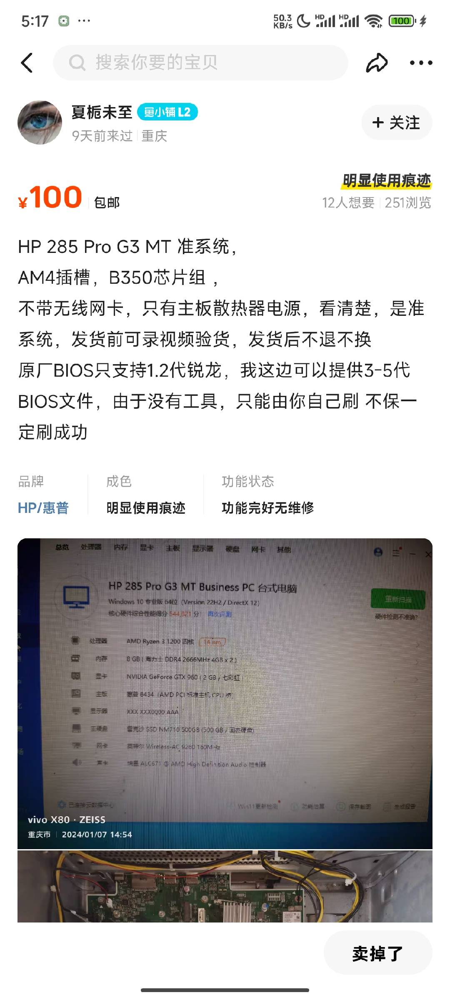 5:17
50.3 KB/s
HD
HD
100
搜索你要的宝贝
夏栀未至 鱼小铺 L2
9天前来过 重庆
+ 关注
明显使用痕迹
¥100 包邮
12人想要 251浏览
HP 285 Pro G3 MT 准系统，
AM4插槽，B350芯片组 ，
不带无线网卡，只有主板散热器电源，看清楚，是准
系统，发货前可录视频验货，发货后不退不换
原厂BIOS只支持1.2代锐龙，我这边可以提供3-5代
BIOS文件，由于没有工具，只能由你自己刷 不保一
定刷成功
品牌 成色 功能状态
HP/惠普 明显使用痕迹 功能完好无维修
总览 处理器 内存 显卡 主板 显示器 硬盘 网卡 其他
HP 285 Pro G3 MT Business PC 台式电脑
Windows 10 专业版 64位 (Version 22H2 / DirectX 12)
核心硬件综合性能得分 544,821 分! 再次评测
重新扫描
硬件检测不准确?
处理器 AMD Ryzen 3 1200 四核 14 nm
内存 8 GB ( 海力士 DDR4 2666MHz 4GB x 2 )
显卡 NVIDIA GeForce GTX 960 ( 2 GB / 七彩虹 )
主板 惠普 8434 (AMD PCI 标准主机 CPU 桥)
显示器 XXX XXX0000 AAA
主硬盘 雷克沙 SSD NM710 500GB (500 GB / 固态硬盘)
网卡 英特尔 Wireless-AC 9260 160MHz
声卡 瑞昱 ALC671 @ AMD High Definition Audio 控制器
已连接云数据中心 Win11更新检测 功耗估算 保存截图 生成报告
vivo X80 · ZEISS
重庆市 | 2024/01/07 14:54
卖掉了